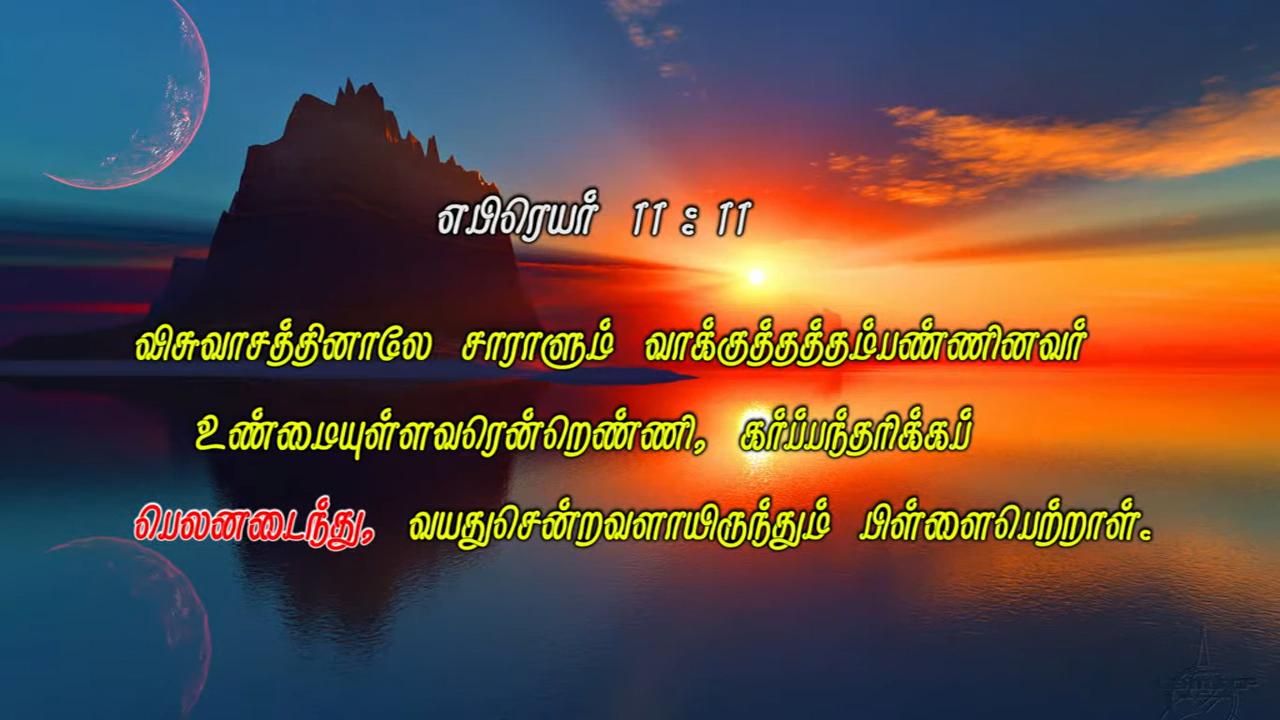 எபிரெயர் 11 : 11
விசுவாசத்தினாலே சாராளும் வாக்குத்தத்தம்பண்ணினவர்
உண்மையுள்ளவரென்றெண்ணி, கர்ப்பந்தரிக்கப்
பெலனடைந்து, வயதுசென்றவளாயிருந்தும் பிள்ளைபெற்றாள்.